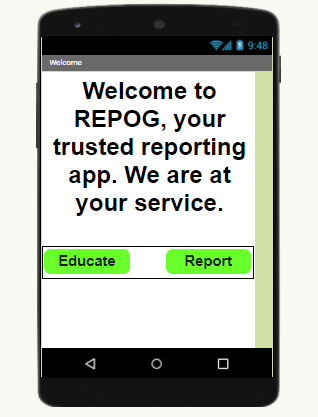 9:48
Welcome
Welcome to
REPOG, your
trusted reporting
app. We are at
your service.
Educate Report